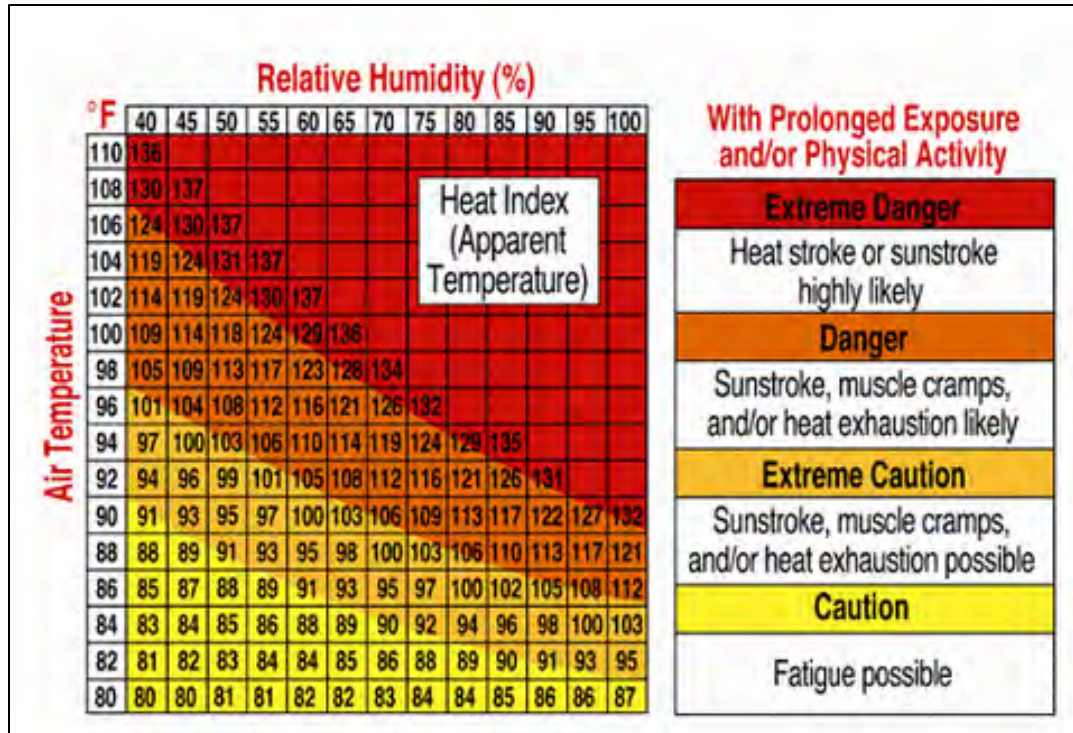 Relative Humidity (%)
°F 40 45 50 55 60 65 70 75 80 85 90 95 100
110 136
108 130 137
106 124 130 137
104 119 124 131 137
102 114 119 124 130 137
100 109 114 118 124 129 136
98 105 109 113 117 123 128 134
96 101 104 108 112 116 121 126 132
94 97 100 103 106 110 114 119 124 129 135
92 94 96 99 101 105 108 112 116 121 126 131
90 91 93 95 97 100 103 106 109 113 117 122 127 132
88 88 89 91 93 95 98 100 103 106 110 113 117 121
86 85 87 88 89 91 93 95 97 100 102 105 108 112
84 83 84 85 86 88 89 90 92 94 96 98 100 103
82 81 82 83 84 84 85 86 88 89 90 91 93 95
80 80 80 81 81 82 82 83 84 84 85 86 86 87
Air Temperature
Heat Index
(Apparent
Temperature)
With Prolonged Exposure
and/or Physical Activity
Extreme Danger
Heat stroke or sunstroke
highly likely
Danger
Sunstroke, muscle cramps,
and/or heat exhaustion likely
Extreme Caution
Sunstroke, muscle cramps,
and/or heat exhaustion possible
Caution
Fatigue possible